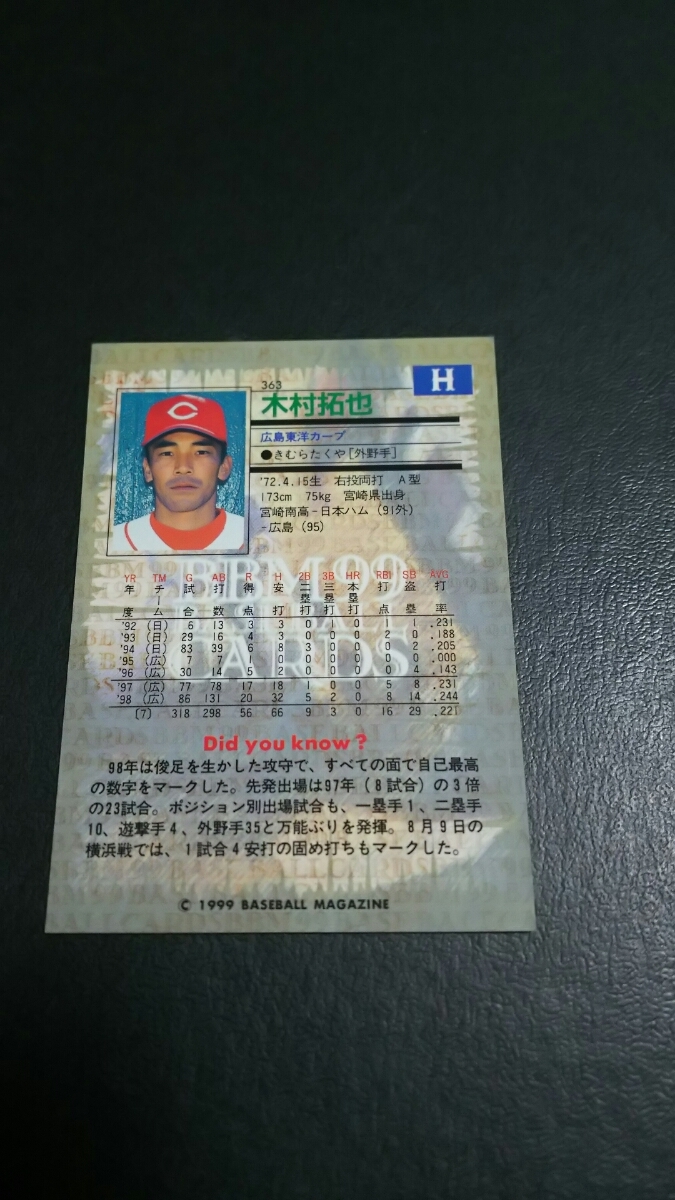 363
H
木村拓也
広島東洋カープ
●きむらたくや[外野手]
'72.4.15生 右投両打 A型
173cm 75kg 宮崎県出身
宮崎南高-日本ハム(91外)
-広島(95)
C
BBM'99
CARDS
YR TM G AB R H 2B 3B HR RBI SB AVG
年度 チーム 試合 打数 得点 安打 二塁打 三塁打 本塁打 打点 盗塁 打率
'92 (日) 6 13 3 3 0 1 0 1 1 .231
'93 (日) 29 16 4 3 0 0 0 2 0 .188
'94 (日) 83 39 6 8 3 0 0 0 2 .205
'95 (広) 7 7 1 0 0 0 0 0 0 .000
'96 (広) 30 14 5 2 0 0 0 0 4 .143
'97 (広) 77 78 17 18 1 0 0 5 8 .231
'98 (広) 86 131 20 32 5 2 0 8 14 .244
(7) 318 298 56 66 9 3 0 16 29 .221
Did you know?
98年は俊足を生かした攻守で、すべての面で自己最高
の数字をマークした。先発出場は97年(8試合)の3倍
の23試合。ポジション別出場試合も、一塁手1、二塁手
10、遊撃手4、外野手35と万能ぶりを発揮。8月9日の
横浜戦では、1試合4安打の固め打ちもマークした。
© 1999 BASEBALL MAGAZINE